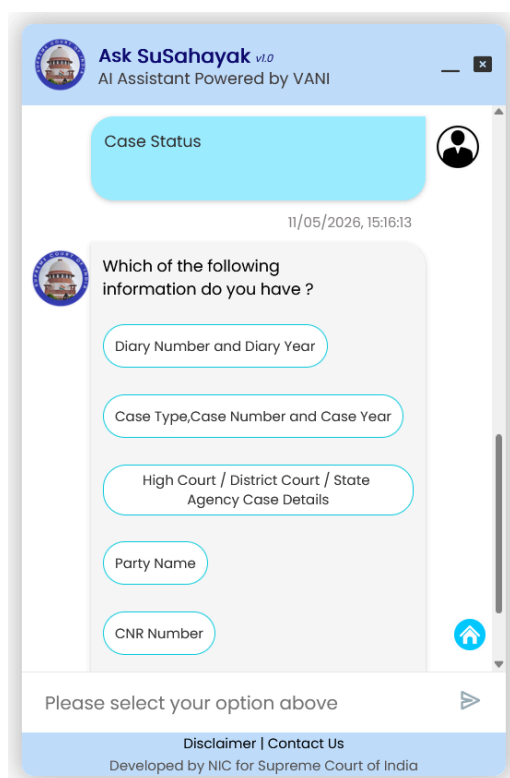 Ask SuSahayak v1.0
AI Assistant Powered by VANI
Case Status
11/05/2026, 15:16:13
Which of the following
information do you have ?
Diary Number and Diary Year
Case Type,Case Number and Case Year
High Court / District Court / State
Agency Case Details
Party Name
CNR Number
Please select your option above
Disclaimer | Contact Us
Developed by NIC for Supreme Court of India